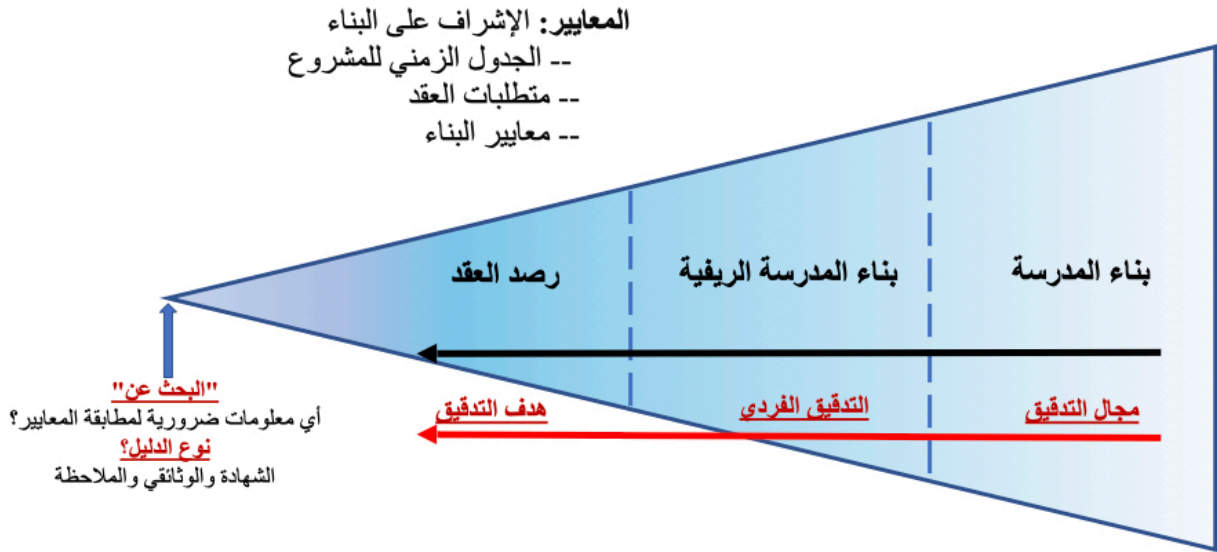 المعايير: الإشراف على البناء
-- الجدول الزمني للمشروع
-- متطلبات العقد
-- معايير البناء
بناء المدرسة
بناء المدرسة الريفية
رصد العقد
مجال التدقيق
التدقيق الفردي
هدف التدقيق
"البحث عن"
أي معلومات ضرورية لمطابقة المعايير؟
نوع الدليل؟
الشهادة والوثائقي والملاحظة